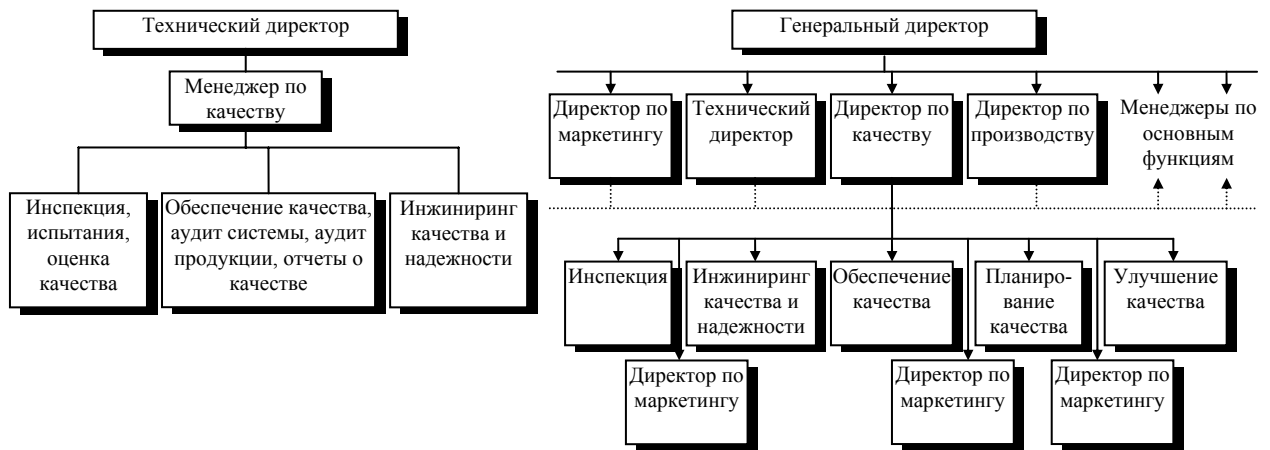 Технический директор
Менеджер по
качеству
Инспекция,
испытания,
оценка
качества
Обеспечение качества,
аудит системы, аудит
продукции, отчеты о
качестве
Инжиниринг
качества и
надежности
Генеральный директор
Директор по
маркетингу
Технический
директор
Директор по
качеству
Директор по
производству
Менеджеры по
основным
функциям
Инспекция
Инжиниринг
качества и
надежности
Обеспечение
качества
Планиро-
вание
качества
Улучшение
качества
Директор по
маркетингу
Директор по
маркетингу
Директор по
маркетингу